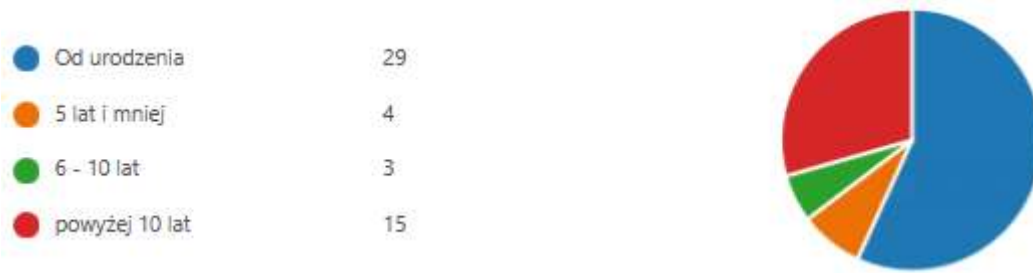 Od urodzenia 29
5 lat i mniej 4
6 - 10 lat 3
powyżej 10 lat 15